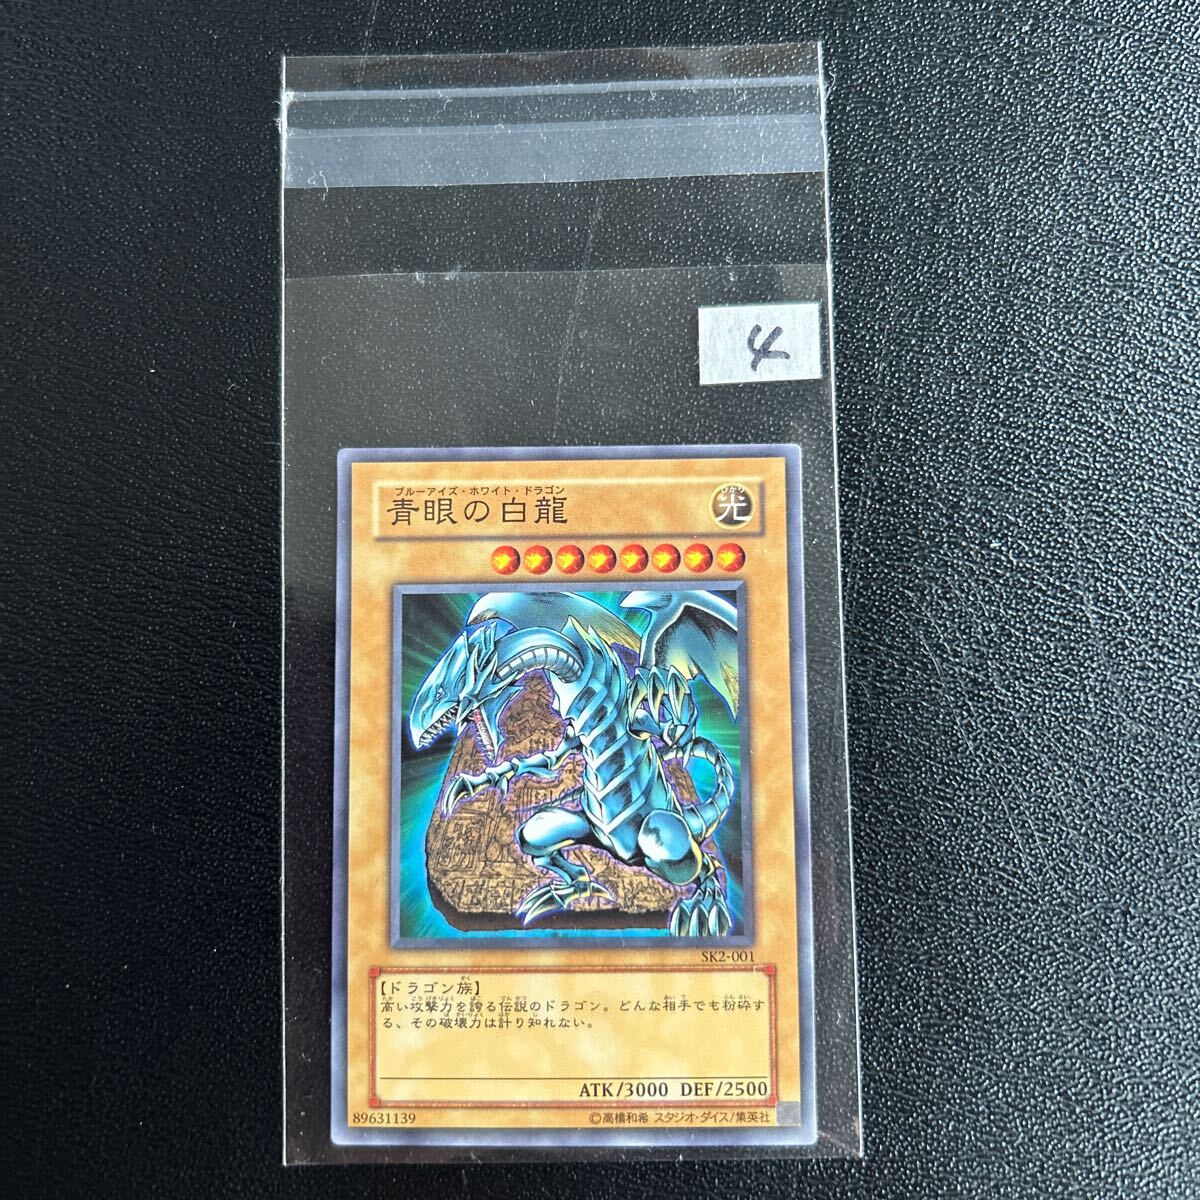 4
ブルーアイズ・ホワイト・ドラゴン
青眼の白龍
ひかり
光
SK2-001
【ドラゴン族】
高い攻撃力を誇る伝説のドラゴン。どんな相手でも粉砕す
る、その破壊力は計り知れない。
ATK/3000 DEF/2500
89631139
©高橋和希 スタジオ・ダイス/集英社